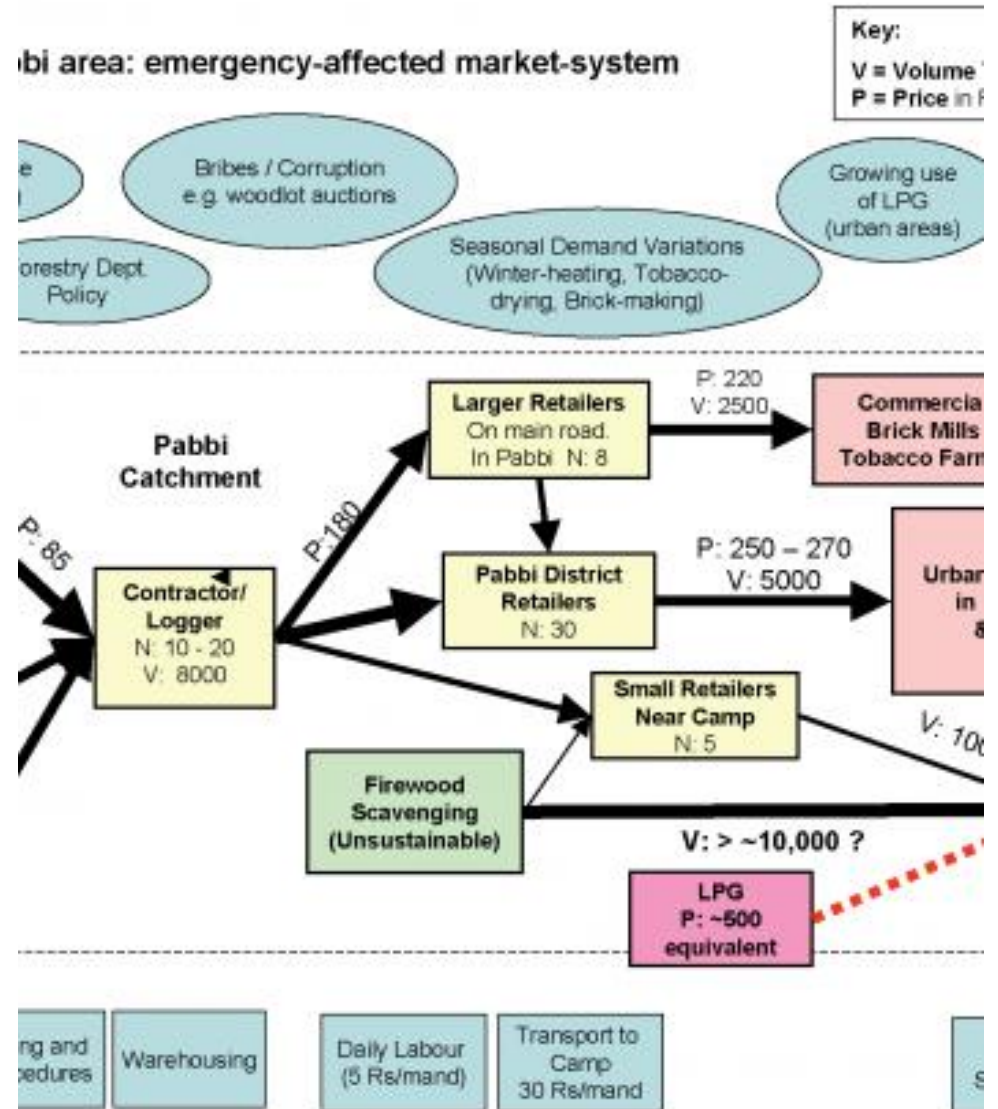 bi area: emergency-affected market-system
Key:
V = Volume
P = Price in
Bribes / Corruption
e.g. woodlot auctions
Growing use
of LPG
(urban areas)
orestry Dept.
Policy
Seasonal Demand Variations
(Winter-heating, Tobacco-
drying, Brick-making)
Pabbi
Catchment
P: 85
Contractor/
Logger
N: 10 - 20
V: 8000
P:180
Larger Retailers
On main road.
In Pabbi N: 8
P: 220
V: 2500
Commercia
Brick Mills
Tobacco Farm
Pabbi District
Retailers
N: 30
P: 250 – 270
V: 5000
Urban
in
&
Small Retailers
Near Camp
N: 5
V: 100
Firewood
Scavenging
(Unsustainable)
V: > ~10,000 ?
LPG
P: ~500
equivalent
ng and
cedures
Warehousing
Daily Labour
(5 Rs/mand)
Transport to
Camp
30 Rs/mand
S